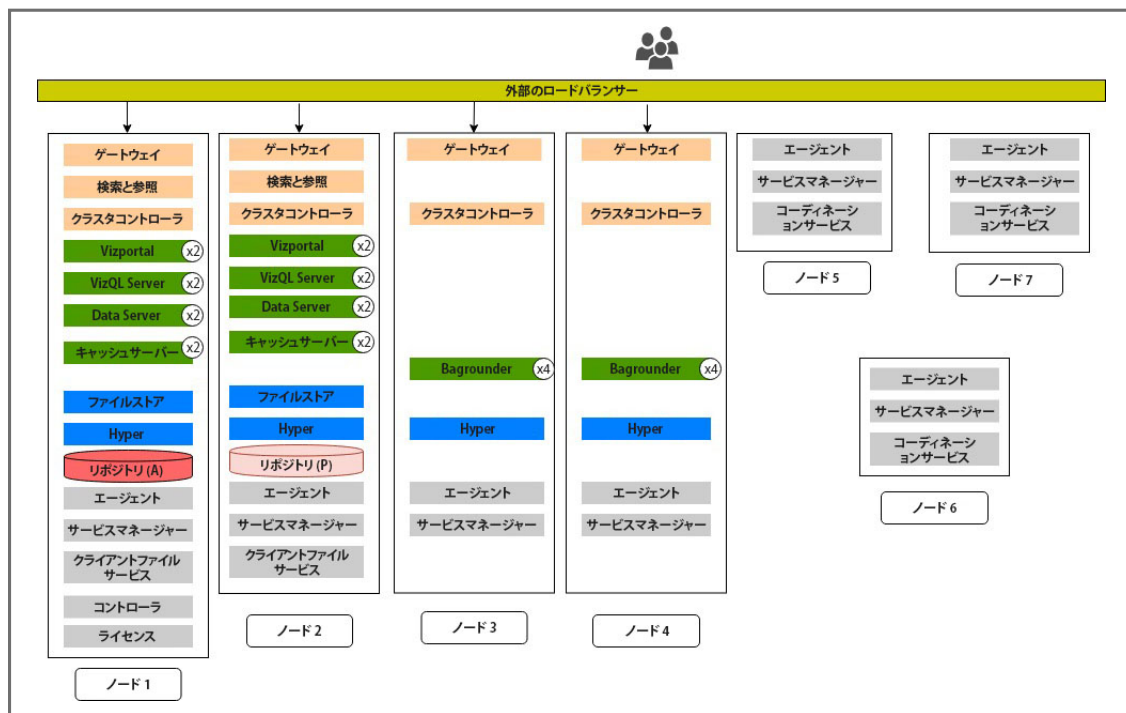 外部のロードバランサー
ゲートウェイ
検索と参照
クラスタコントローラ
Vizportal x2
VizQL Server x2
Data Server x2
キャッシュサーバー x2
ファイルストア
Hyper
リポジトリ (A)
エージェント
サービスマネージャー
クライアントファイル
サービス
コントローラ
ライセンス
ノード 1
ゲートウェイ
検索と参照
クラスタコントローラ
Vizportal x2
VizQL Server x2
Data Server x2
キャッシュサーバー x2
ファイルストア
Hyper
リポジトリ (P)
エージェント
サービスマネージャー
クライアントファイル
サービス
ノード 2
ゲートウェイ
クラスタコントローラ
Bagrounder x4
Hyper
エージェント
サービスマネージャー
ノード 3
ゲートウェイ
クラスタコントローラ
Bagrounder x4
Hyper
エージェント
サービスマネージャー
ノード 4
エージェント
サービスマネージャー
コーディネーシ
ョンサービス
ノード 5
エージェント
サービスマネージャー
コーディネーシ
ョンサービス
ノード 7
エージェント
サービスマネージャー
コーディネーシ
ョンサービス
ノード 6